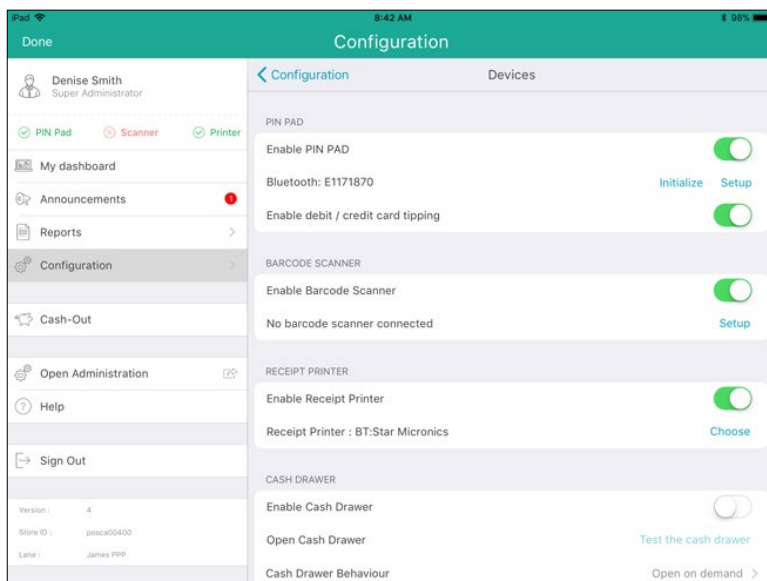 iPad 8:42 AM 98%
Done Configuration
Denise Smith
Super Administrator
PIN Pad Scanner Printer
My dashboard
Announcements 1
Reports
Configuration
Cash-Out
Open Administration
Help
Sign Out
Version : 4
Store ID : posca00400
Lane : James PPP
Configuration Devices
PIN PAD
Enable PIN PAD
Bluetooth: E1171870 Initialize Setup
Enable debit / credit card tipping
BARCODE SCANNER
Enable Barcode Scanner
No barcode scanner connected Setup
RECEIPT PRINTER
Enable Receipt Printer
Receipt Printer : BT:Star Micronics Choose
CASH DRAWER
Enable Cash Drawer
Open Cash Drawer Test the cash drawer
Cash Drawer Behaviour Open on demand